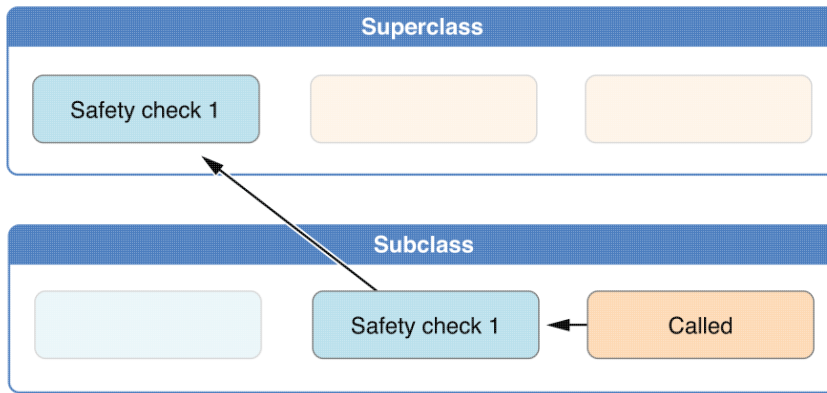 Superclass
Safety check 1
Subclass
Safety check 1
Called